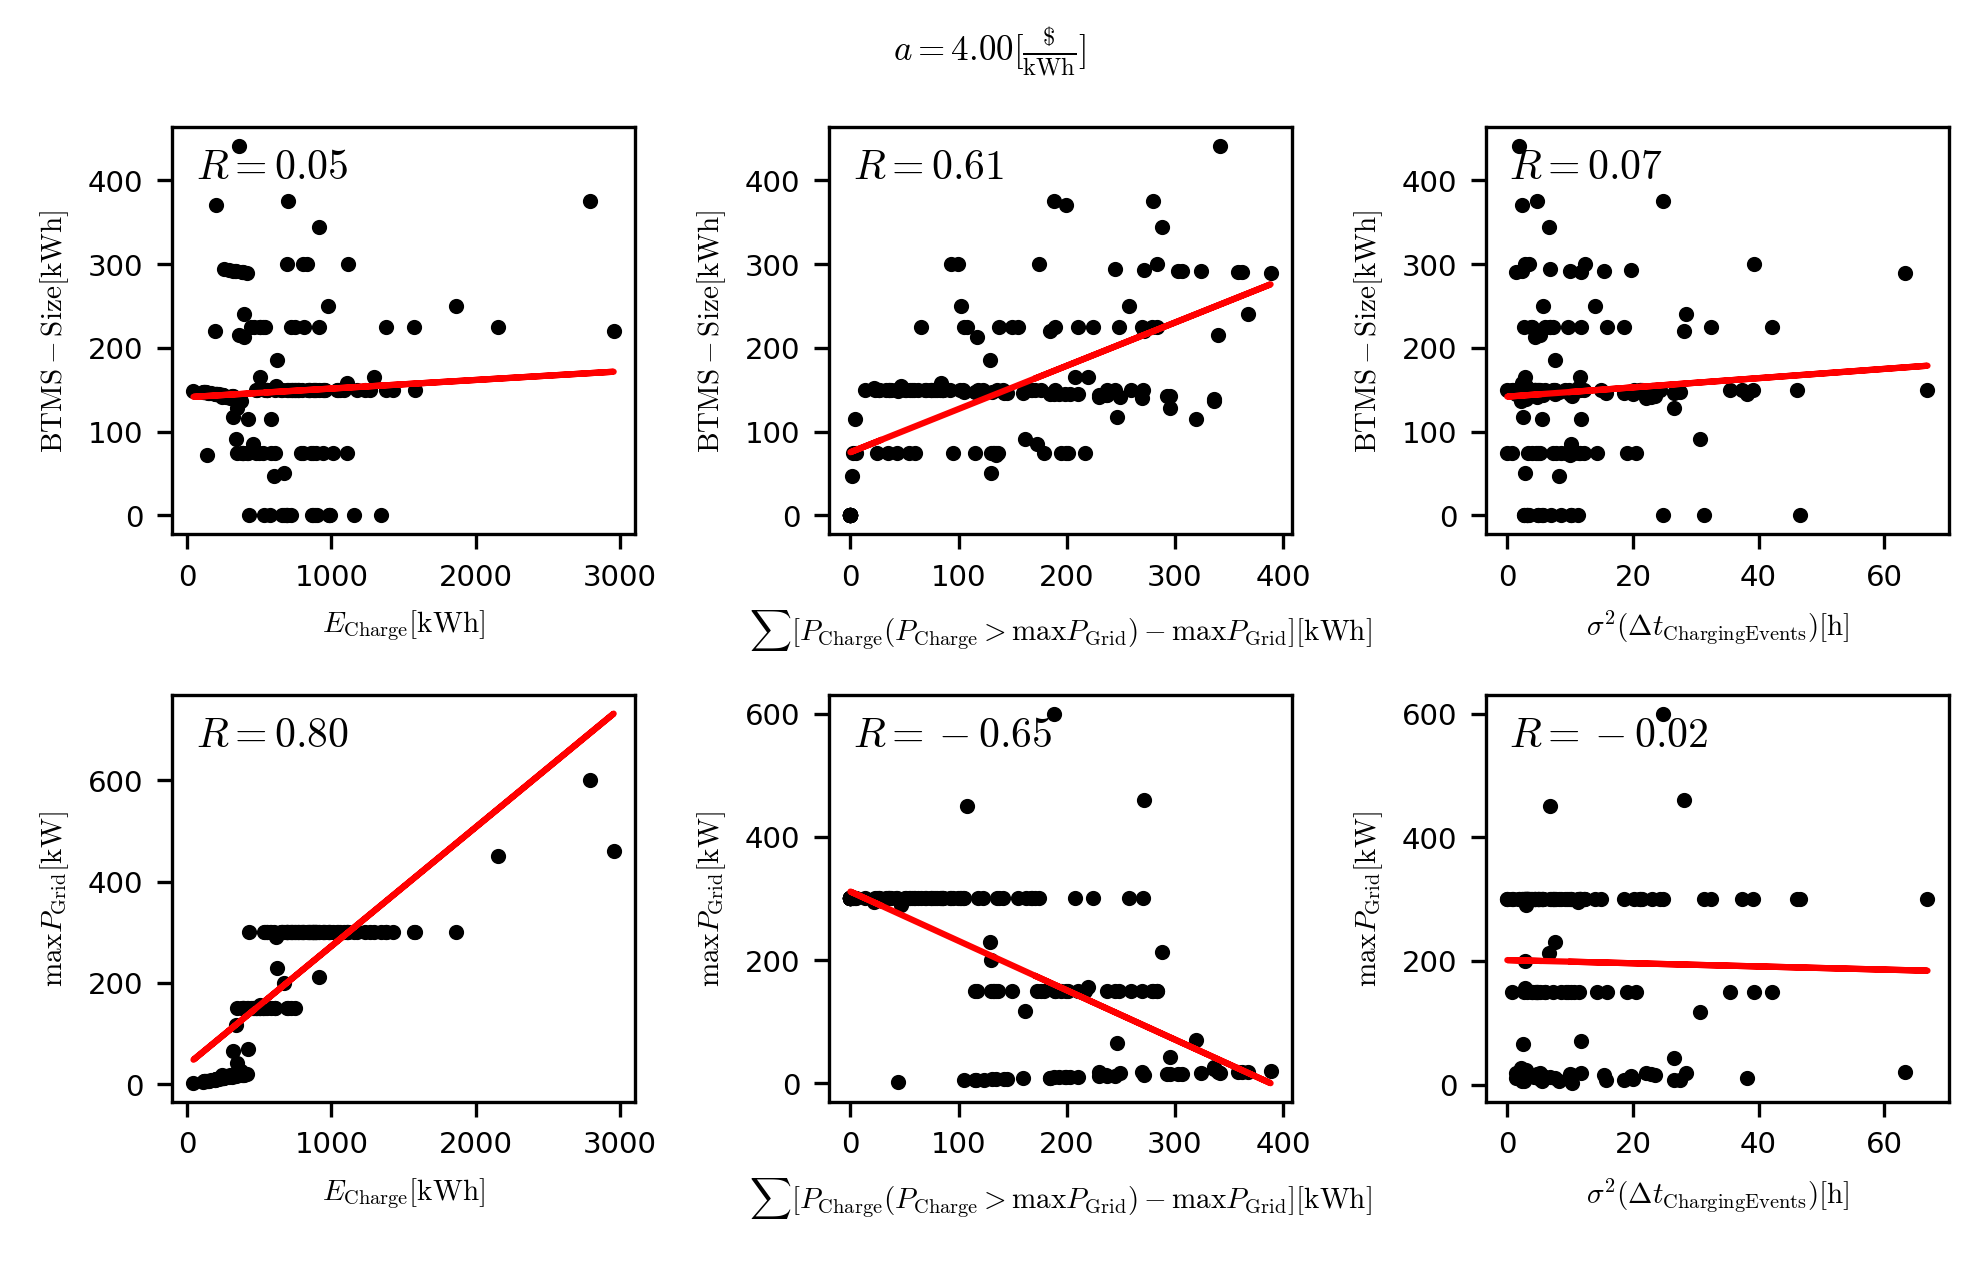 a = 4.00[$/kWh]
R = 0.05
R = 0.61
R = 0.07
BTMS − Size[kWh]
400
300
200
100
0
0 1000 2000 3000
E_Charge[kWh]
BTMS − Size[kWh]
400
300
200
100
0
0 100 200 300 400
∑[P_Charge(P_Charge > maxP_Grid) − maxP_Grid][kWh]
BTMS − Size[kWh]
400
300
200
100
0
0 20 40 60
σ²(Δt_ChargingEvents)[h]
R = 0.80
R = −0.65
R = −0.02
maxP_Grid[kW]
600
400
200
0
0 1000 2000 3000
E_Charge[kWh]
maxP_Grid[kW]
600
400
200
0
0 100 200 300 400
∑[P_Charge(P_Charge > maxP_Grid) − maxP_Grid][kWh]
maxP_Grid[kW]
600
400
200
0
0 20 40 60
σ²(Δt_ChargingEvents)[h]